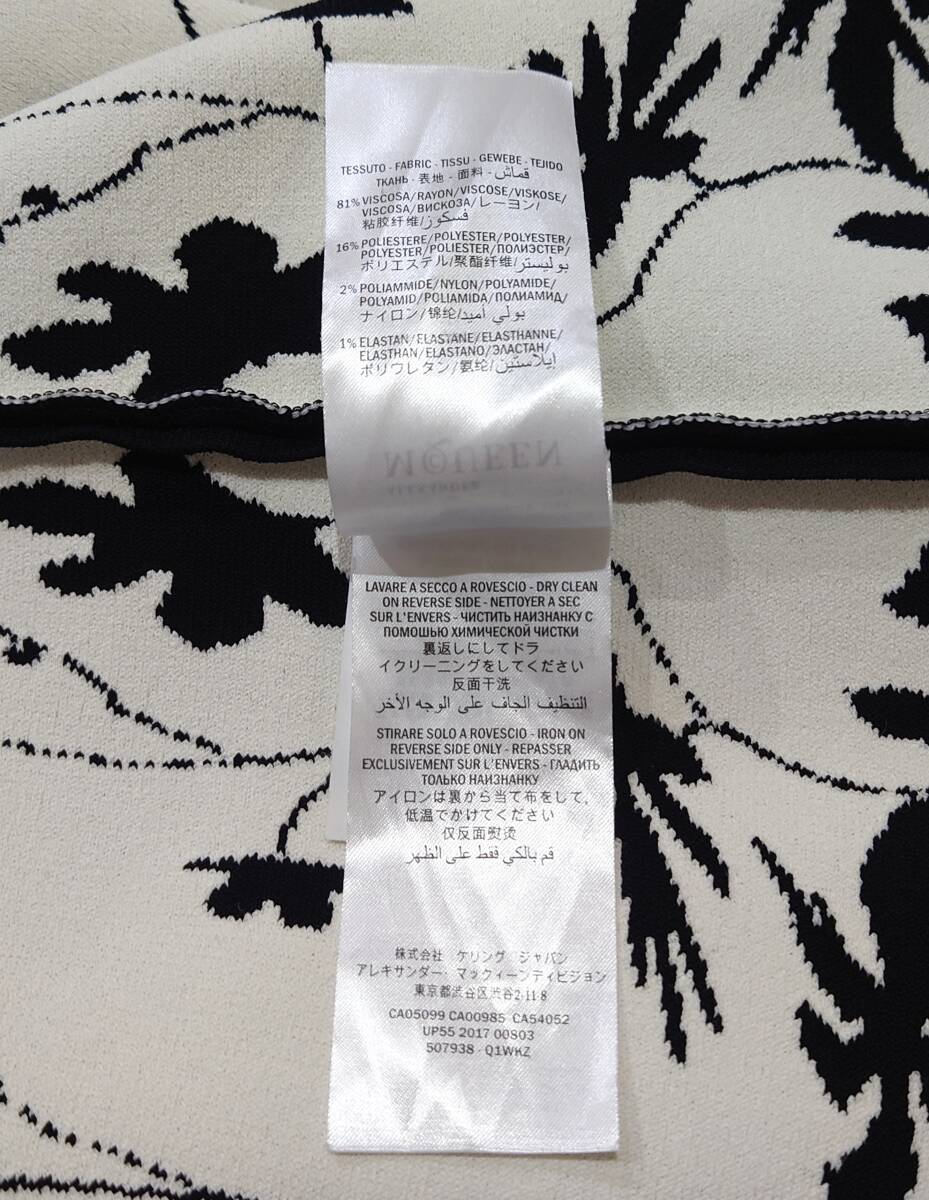 TESSUTO - FABRIC - TISSU - GEWEBE - TEJIDO
ТКАНЬ - 表地 - 面料 - قماش
81% VISCOSA/RAYON/VISCOSE/VISKOSE/
VISCOSA/ВИСКОЗА/レーヨン/
粘胶纤维/فسكوز
16% POLIESTERE/POLYESTER/POLYESTER/
POLYESTER/POLIESTER/ПОЛИЭСТЕР/
ポリエステル/聚酯纤维/بوليستر
2% POLIAMMIDE/NYLON/POLYAMIDE/
POLYAMID/POLIAMIDA/ПОЛИАМИД/
ナイロン/锦纶/بولي أميد
1% ELASTAN/ELASTANE/ELASTHANNE/
ELASTHAN/ELASTANO/ЭЛАСТАН/
ポリウレタン/氨纶/إيلاستين
MQUEEN
ALEXANDER
LAVARE A SECCO A ROVESCIO - DRY CLEAN
ON REVERSE SIDE - NETTOYER A SEC
SUR L'ENVERS - ЧИСТИТЬ НАИЗНАНКУ С
ПОМОШЬЮ ХИМИЧЕСКОЙ ЧИСТКИ
裏返しにしてドラ
イクリーニングをしてください
反面干洗
التنظيف الجاف على الوجه الأخر
STIRARE SOLO A ROVESCIO - IRON ON
REVERSE SIDE ONLY - REPASSER
EXCLUSIVEMENT SUR L'ENVERS - ГЛАДИТЬ
ТОЛЬКО НАИЗНАНКУ
アイロンは裏から当て布をして、
低温でかけてください
仅反面熨烫
قم بالكي فقط على الظهر
株式会社 ケリング ジャパン
アレキサンダー・マックィーンディビジョン
東京都渋谷区渋谷2-11-8
CA05099 CA00985 CA54052
UP55 2017 00803
507938 - Q1WKZ